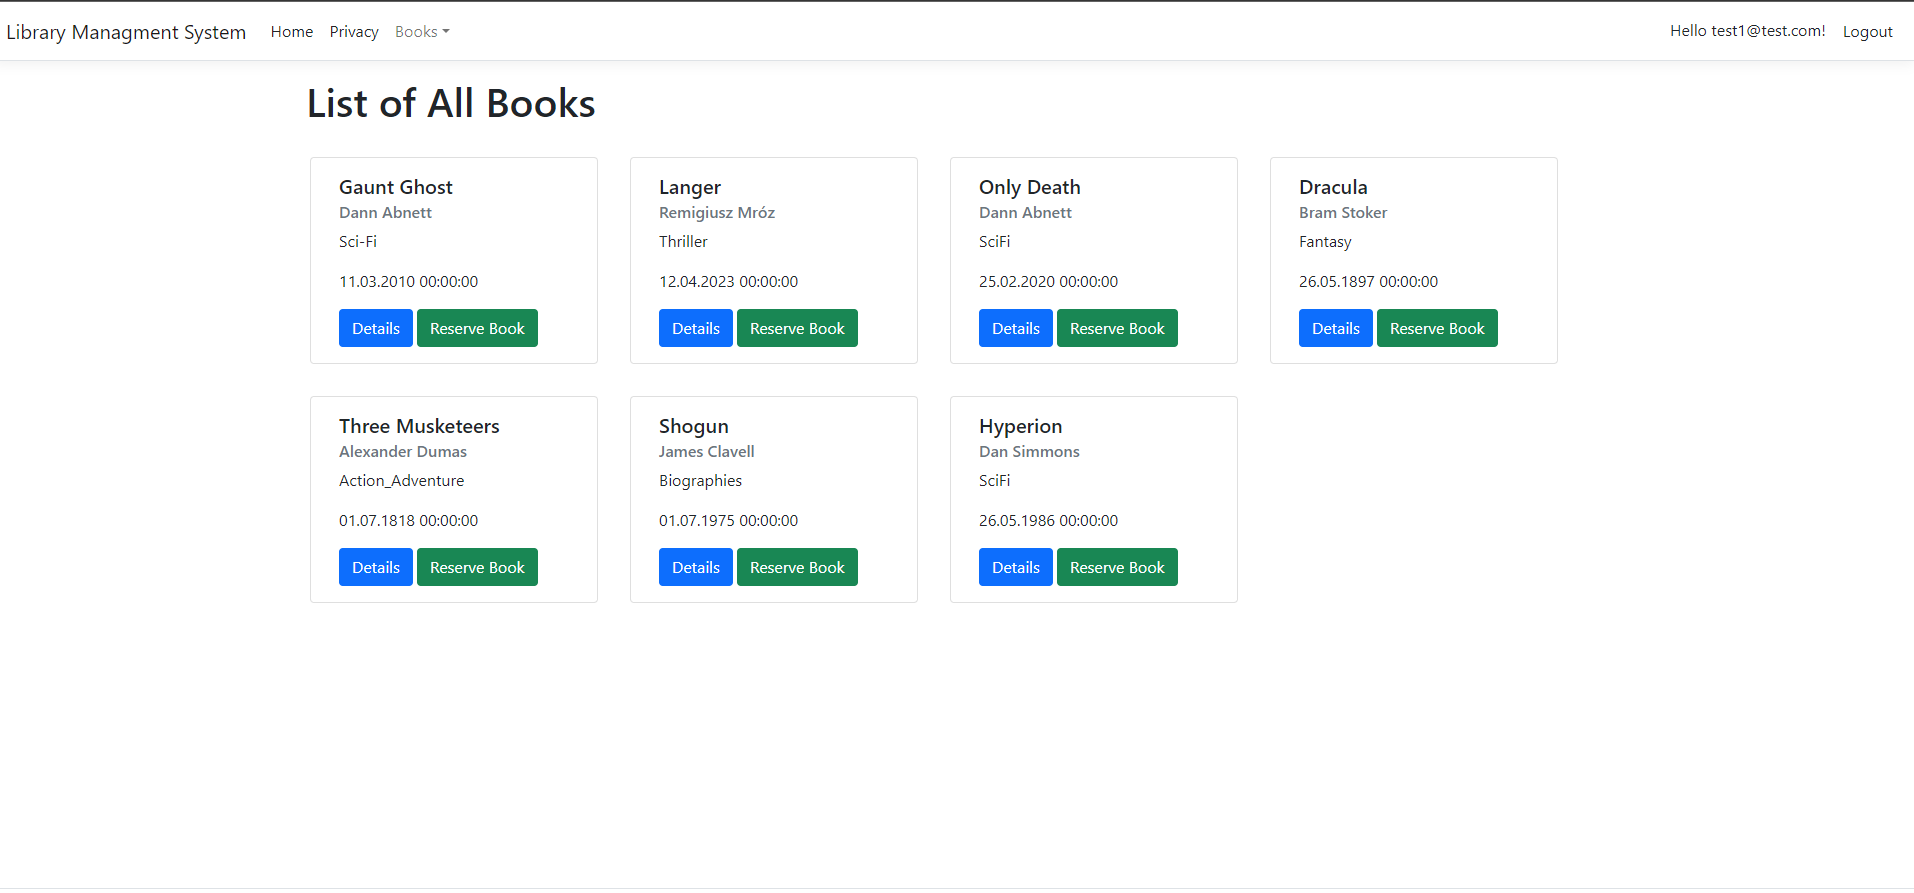 Library Managment System Home Privacy Books Hello test1@test.com! Logout
List of All Books
Gaunt Ghost
Dann Abnett
Sci-Fi
11.03.2010 00:00:00
Details Reserve Book
Langer
Remigiusz Mróz
Thriller
12.04.2023 00:00:00
Details Reserve Book
Only Death
Dann Abnett
SciFi
25.02.2020 00:00:00
Details Reserve Book
Dracula
Bram Stoker
Fantasy
26.05.1897 00:00:00
Details Reserve Book
Three Musketeers
Alexander Dumas
Action_Adventure
01.07.1818 00:00:00
Details Reserve Book
Shogun
James Clavell
Biographies
01.07.1975 00:00:00
Details Reserve Book
Hyperion
Dan Simmons
SciFi
26.05.1986 00:00:00
Details Reserve Book